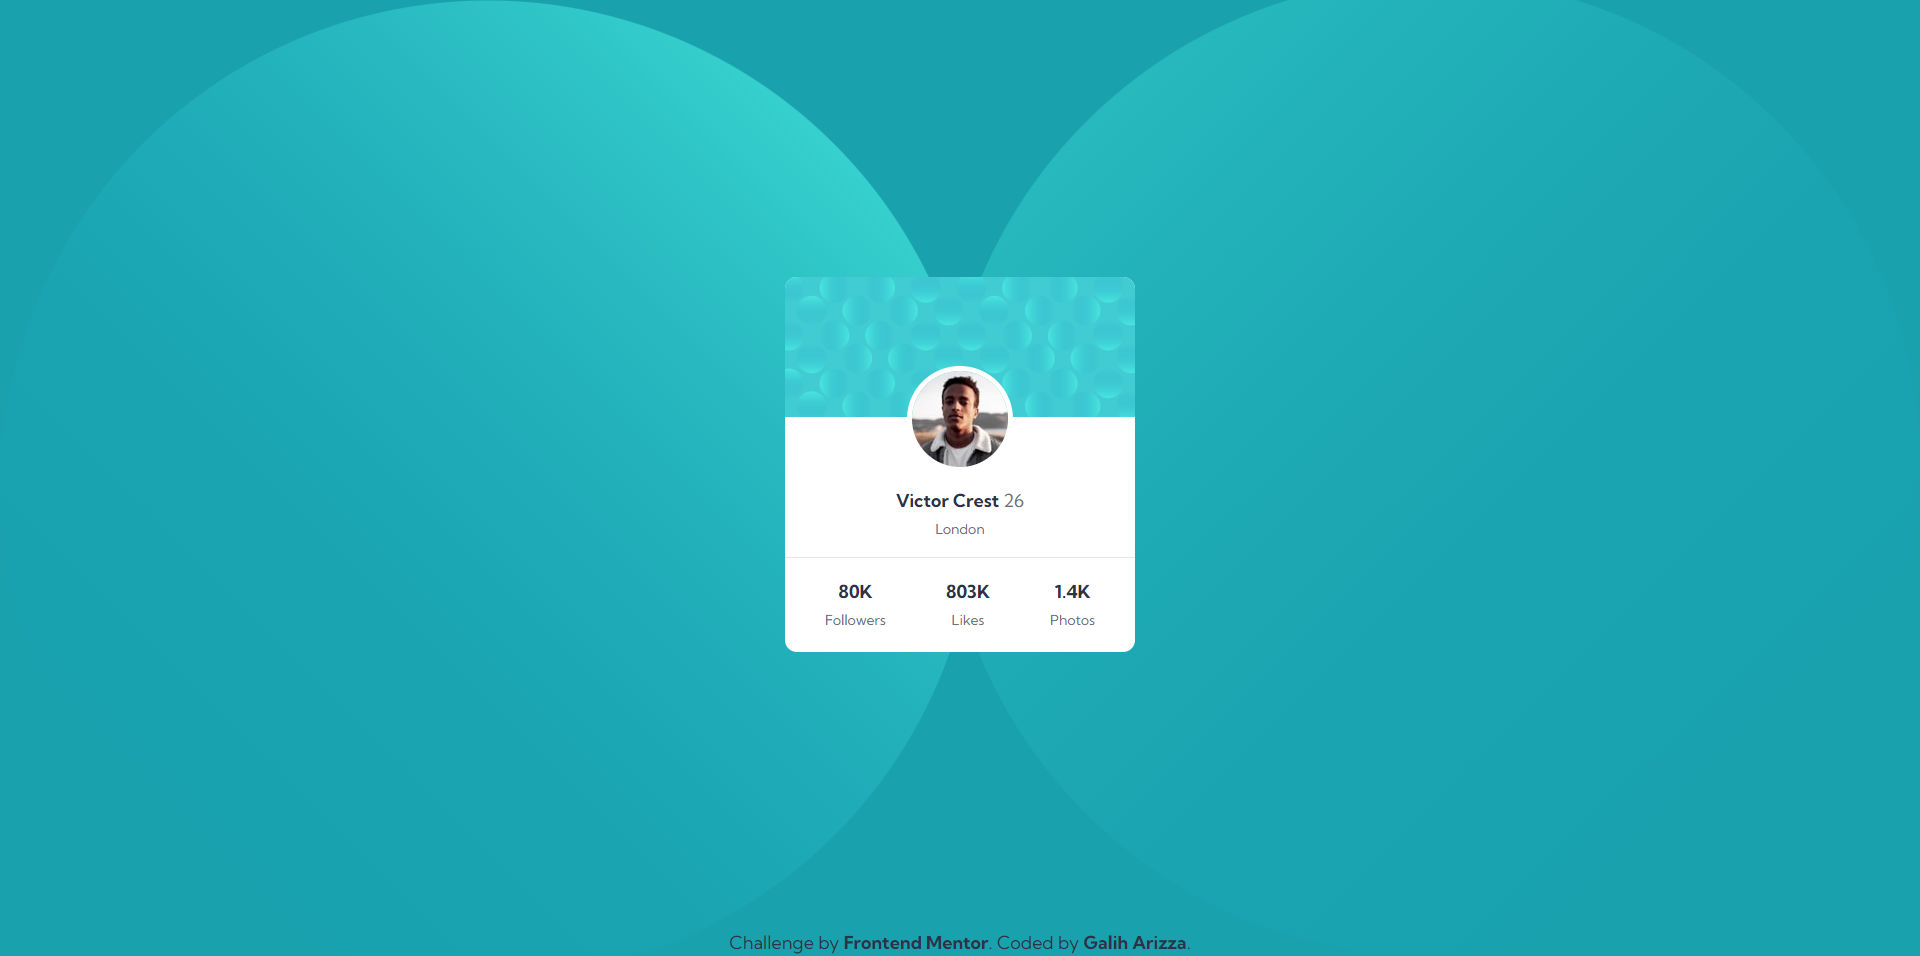 Victor Crest 26
London
80K 803K 1.4K
Followers Likes Photos
Challenge by Frontend Mentor. Coded by Galih Arizza.